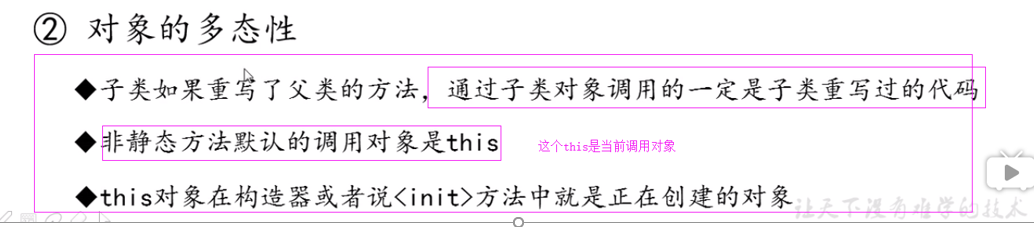 ② 对象的多态性
◆子类如果重写了父类的方法，通过子类对象调用的一定是子类重写过的代码
◆非静态方法默认的调用对象是this
这个this是当前调用对象
◆this对象在构造器或者说<init>方法中就是正在创建的对象
让天下没有难学的技术